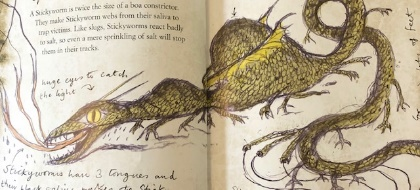 A Stickyworm is twice the size of a boa constrictor.
They make Stickyworm webs from their saliva to
trap victims. Like slugs, Stickyworms react badly
to salt, so even a mere sprinkling of salt will stop
them in their tracks.
huge eyes to catch
the light
Stickyworms have 3 tongues and